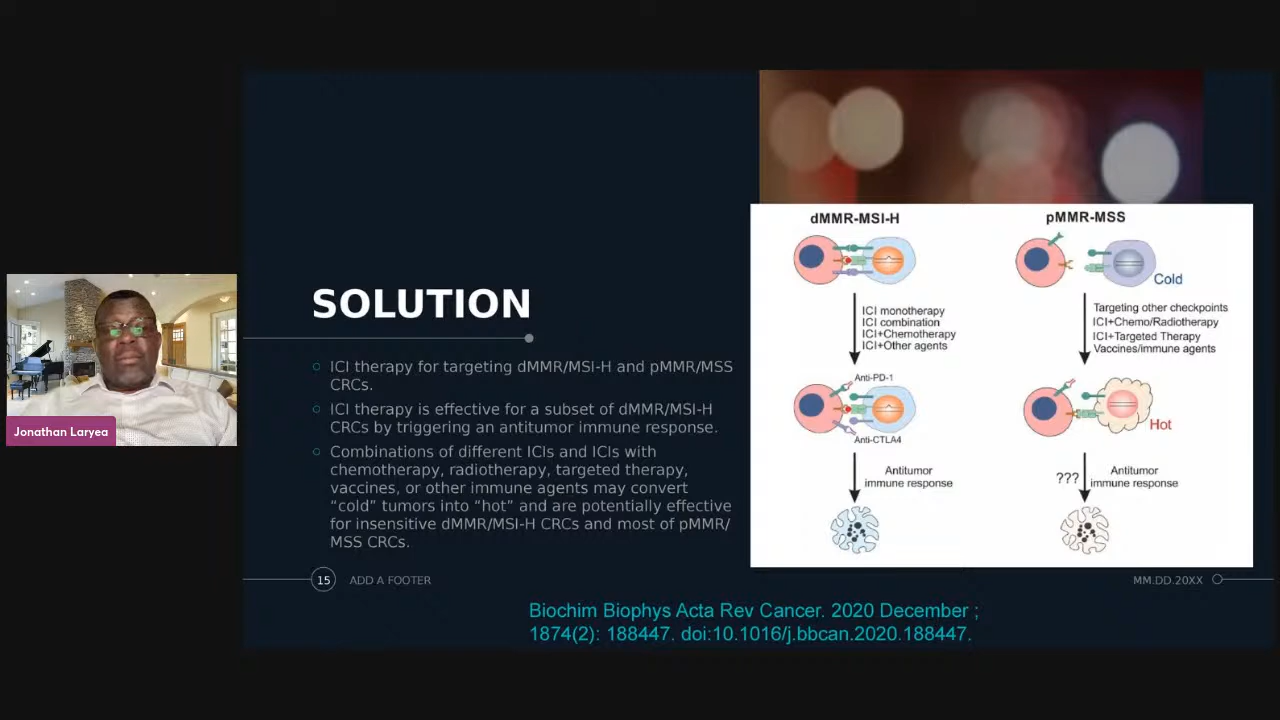 Jonathan Laryea
SOLUTION
ICI therapy for targeting dMMR/MSI-H and pMMR/MSS
CRCs.
ICI therapy is effective for a subset of dMMR/MSI-H
CRCs by triggering an antitumor immune response.
Combinations of different ICIs and ICIs with
chemotherapy, radiotherapy, targeted therapy,
vaccines, or other immune agents may convert
“cold” tumors into “hot” and are potentially effective
for insensitive dMMR/MSI-H CRCs and most of pMMR/
MSS CRCs.
dMMR-MSI-H
ICI monotherapy
ICI combination
ICI+Chemotherapy
ICI+Other agents
Anti-PD-1
Anti-CTLA4
Antitumor
immune response
pMMR-MSS
Cold
Targeting other checkpoints
ICI+Chemo/Radiotherapy
ICI+Targeted Therapy
Vaccines/immune agents
Hot
???
Antitumor
immune response
15
ADD A FOOTER
MM.DD.20XX
Biochim Biophys Acta Rev Cancer. 2020 December ;
1874(2): 188447. doi:10.1016/j.bbcan.2020.188447.